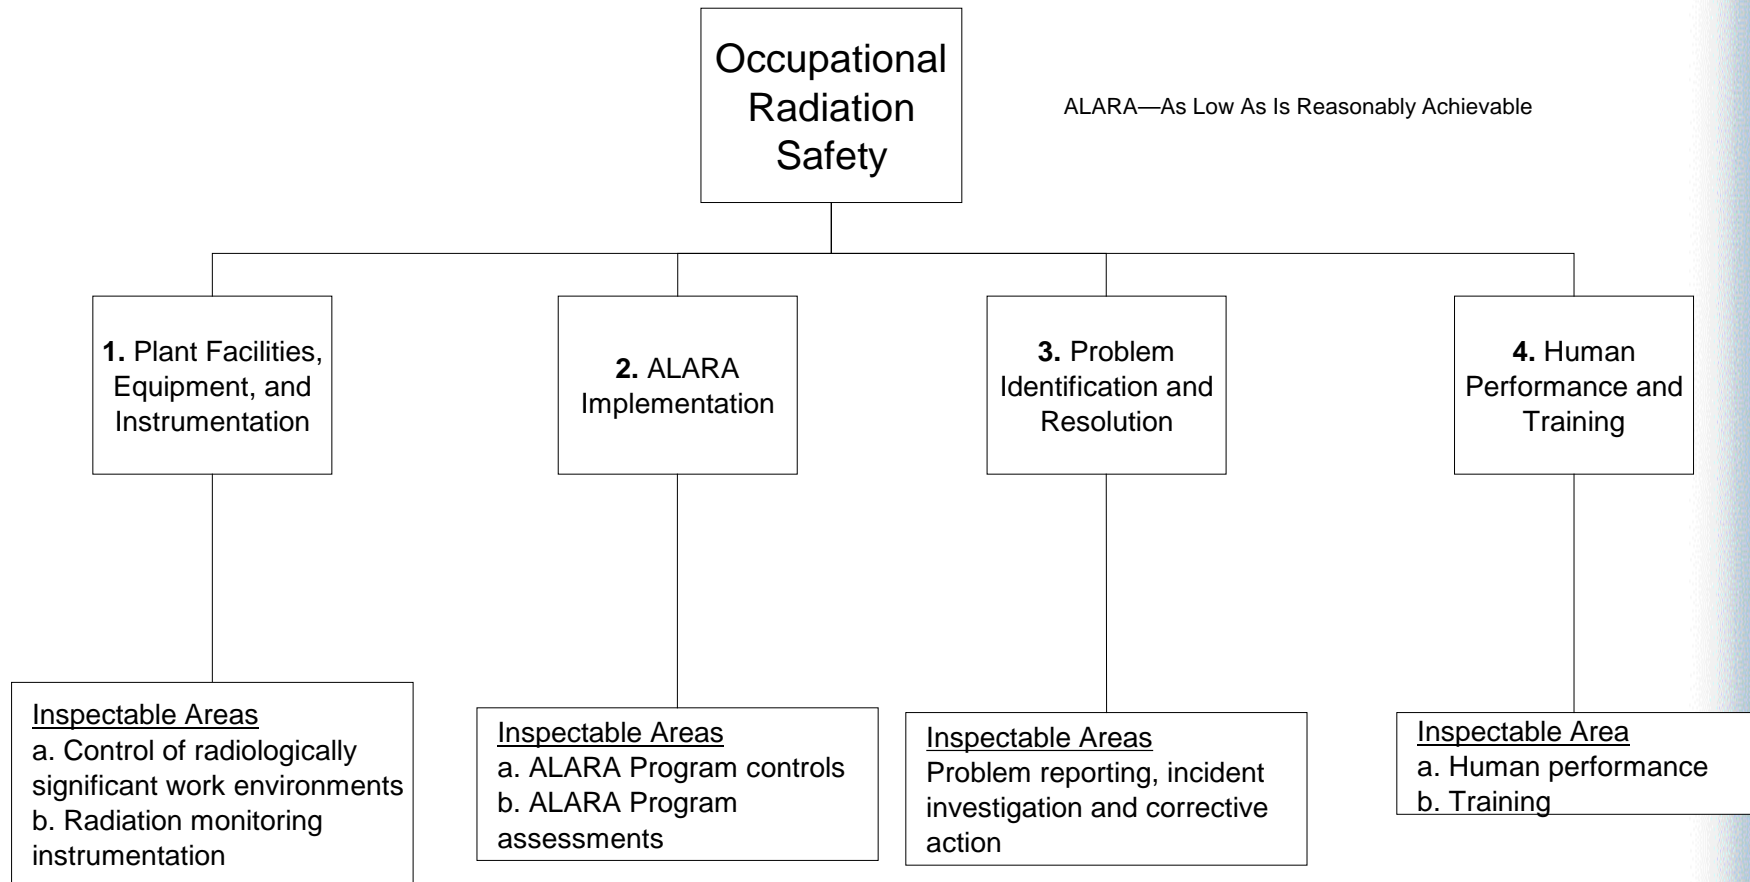 Occupational
Radiation
Safety
ALARA—As Low As Is Reasonably Achievable
1. Plant Facilities,
Equipment, and
Instrumentation
2. ALARA
Implementation
3. Problem
Identification and
Resolution
4. Human
Performance and
Training
Inspectable Areas
a. Control of radiologically
significant work environments
b. Radiation monitoring
instrumentation
Inspectable Areas
a. ALARA Program controls
b. ALARA Program
assessments
Inspectable Areas
Problem reporting, incident
investigation and corrective
action
Inspectable Area
a. Human performance
b. Training